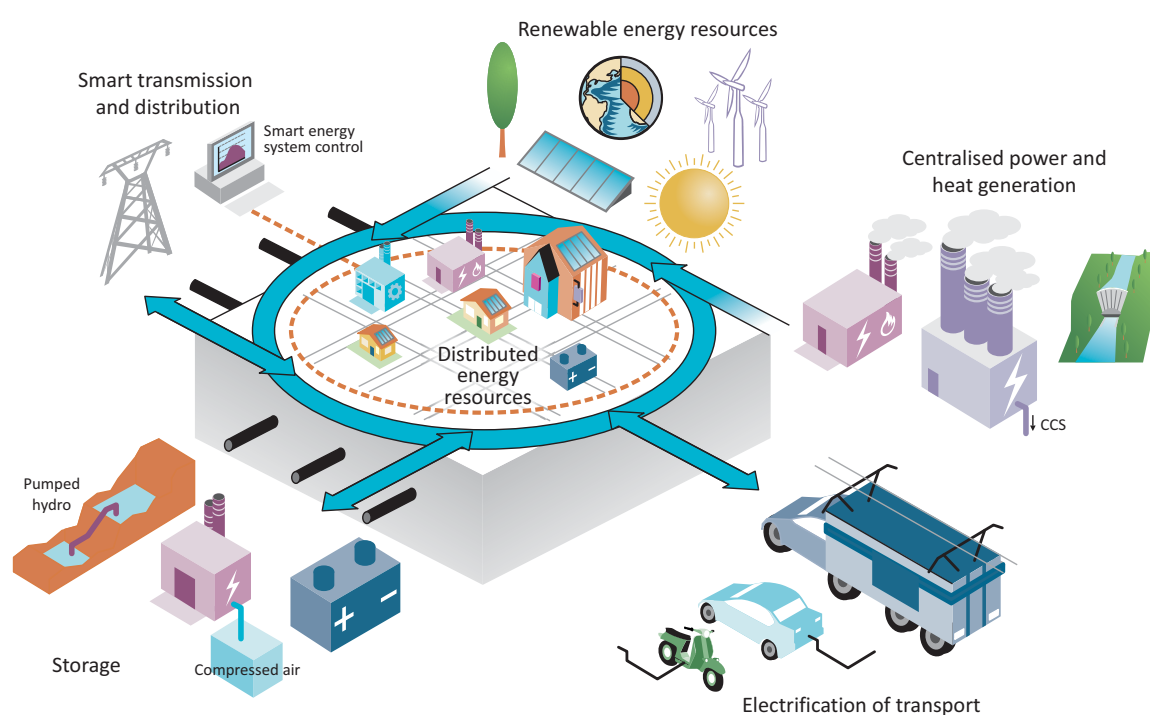 Renewable energy resources
Smart transmission
and distribution
Smart energy
system control
Centralised power and
heat generation
CCS
Distributed
energy
resources
Pumped
hydro
Compressed air
Storage
Electrification of transport